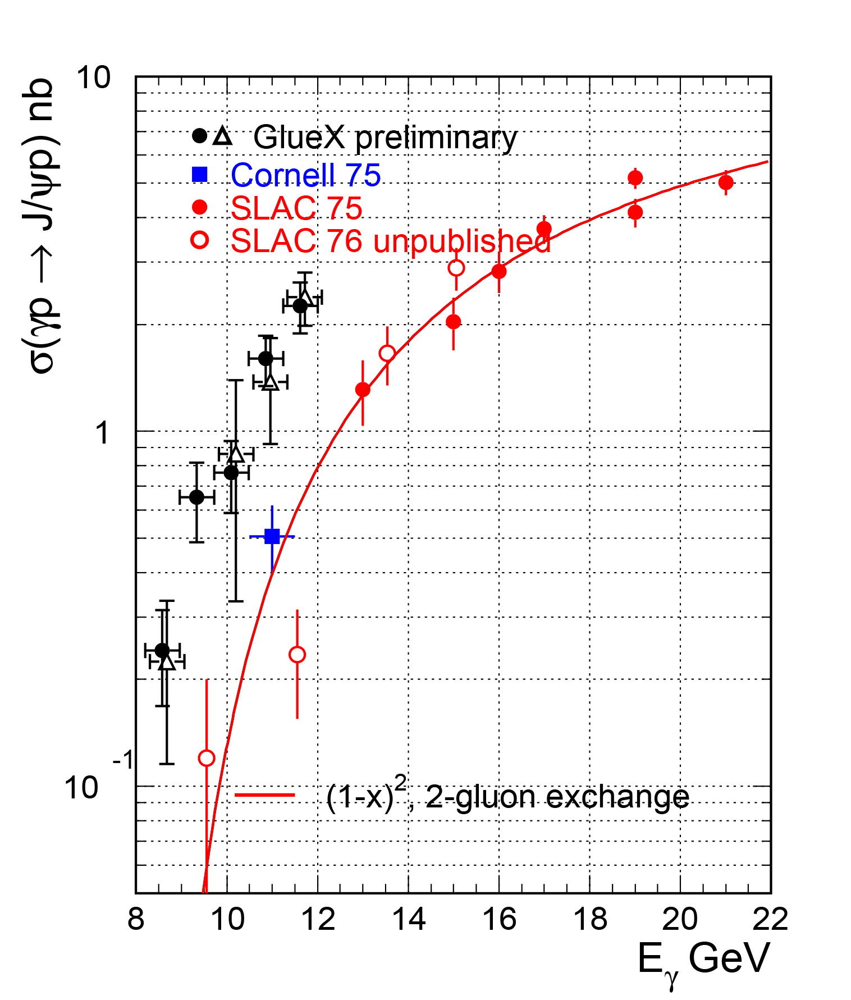 σ(γp → J/ψp) nb
10
1
10⁻¹
GlueX preliminary
Cornell 75
SLAC 75
SLAC 76 unpublished
(1-x)², 2-gluon exchange
8 10 12 14 16 18 20 22
Eγ GeV